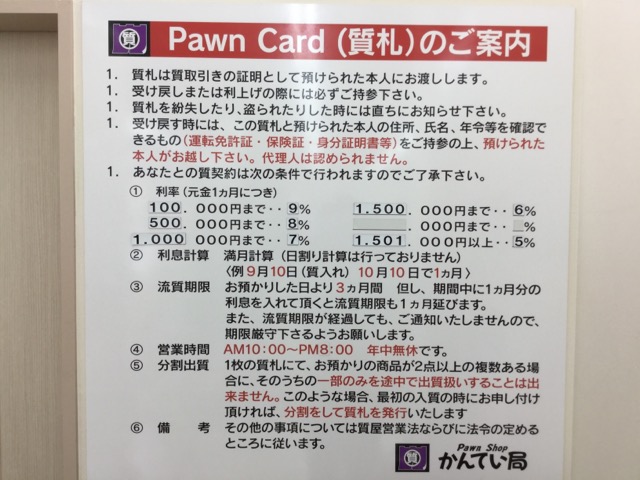 質 Pawn Card(質札)のご案内
1. 質札は質取引きの証明として預けられた本人にお渡しします。
1. 受け戻しまたは利上げの際には必ずご持参下さい。
1. 質札を紛失したり、盗られたりした時には直ちにお知らせ下さい。
1. 受け戻す時には、この質札と預けられた本人の住所、氏名、年令等を確認で
きるもの(運転免許証・保険証・身分証明書等)をご持参の上、預けられた
本人がお越し下さい。代理人は認められません。
1. あなたとの質契約は次の条件で行われますのでご了承下さい。
① 利率(元金1ヵ月につき)
100.000円まで‥9% 1.500.000円まで‥6%
500.000円まで‥8% .000円まで‥%
1.000.000円まで‥7% 1.501.000円以上‥5%
② 利息計算 満月計算(日割り計算は行っておりません)
〈例9月10日(質入れ)10月10日で1ヵ月〉
③ 流質期限 お預かりした日より3ヵ月間 但し、期間中に1ヵ月分の
利息を入れて頂くと流質期限も1ヵ月延びます。
また、流質期限が経過しても、ご通知いたしませんので、
期限厳守下さるようお願いします。
④ 営業時間 AM10:00~PM8:00 年中無休です。
⑤ 分割出質 1枚の質札にて、お預かりの商品が2点以上の複数ある場
合に、そのうちの一部のみを途中で出質扱いすることは出
来ません。このような場合、最初の入質の時にお申し付け
頂ければ、分割をして質札を発行いたします
⑥ 備考 その他の事項については質屋営業法ならびに法令の定める
ところに従います。
質 Pawn Shop
かんてい局